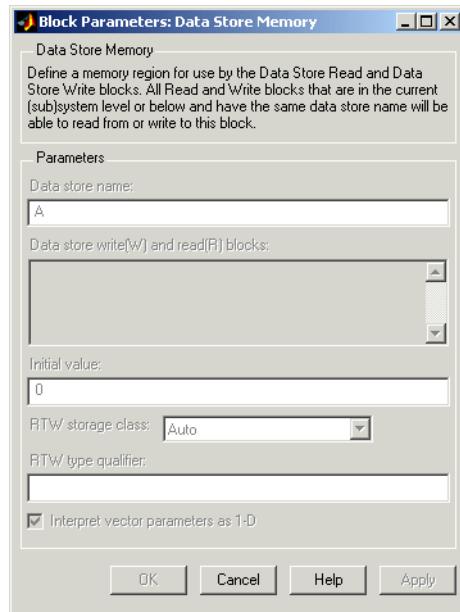 Block Parameters: Data Store Memory
Data Store Memory
Define a memory region for use by the Data Store Read and Data
Store Write blocks. All Read and Write blocks that are in the current
(sub)system level or below and have the same data store name will be
able to read from or write to this block.
Parameters
Data store name:
A
Data store write(W) and read(R) blocks:
Initial value:
0
RTW storage class: Auto
RTW type qualifier:
Interpret vector parameters as 1-D
OK Cancel Help Apply